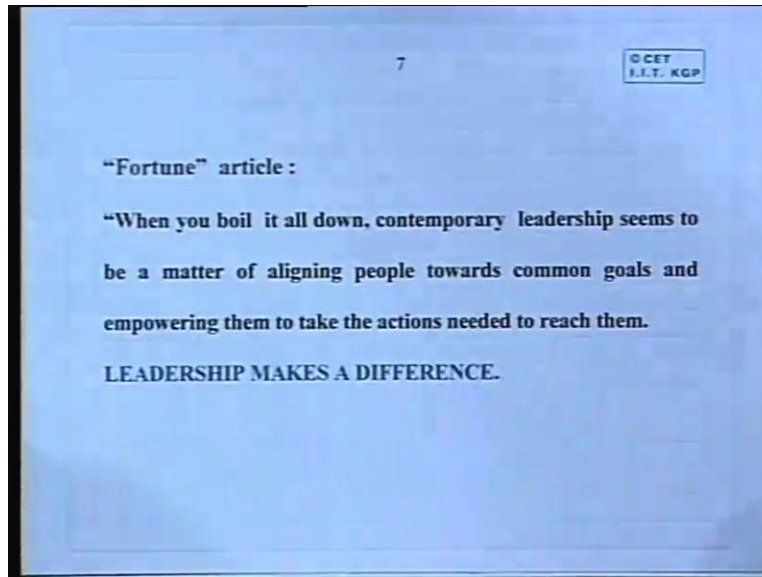 7
© CET
I.I.T. KGP
“Fortune” article :
“When you boil it all down, contemporary leadership seems to
be a matter of aligning people towards common goals and
empowering them to take the actions needed to reach them.
LEADERSHIP MAKES A DIFFERENCE.